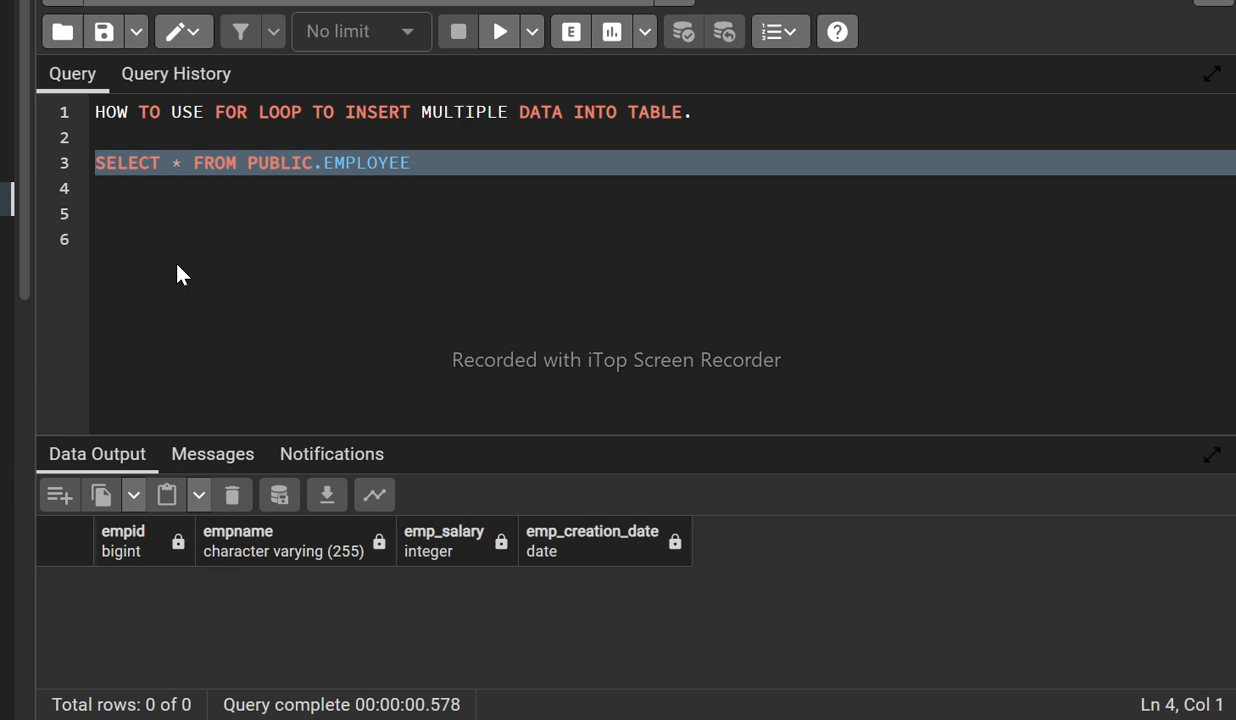 No limit
Query Query History
1 HOW TO USE FOR LOOP TO INSERT MULTIPLE DATA INTO TABLE.
2
3 SELECT * FROM PUBLIC.EMPLOYEE
4
5
6
Recorded with iTop Screen Recorder
Data Output Messages Notifications
empid empname emp_salary emp_creation_date
bigint character varying (255) integer date
Total rows: 0 of 0 Query complete 00:00:00.578 Ln 4, Col 1